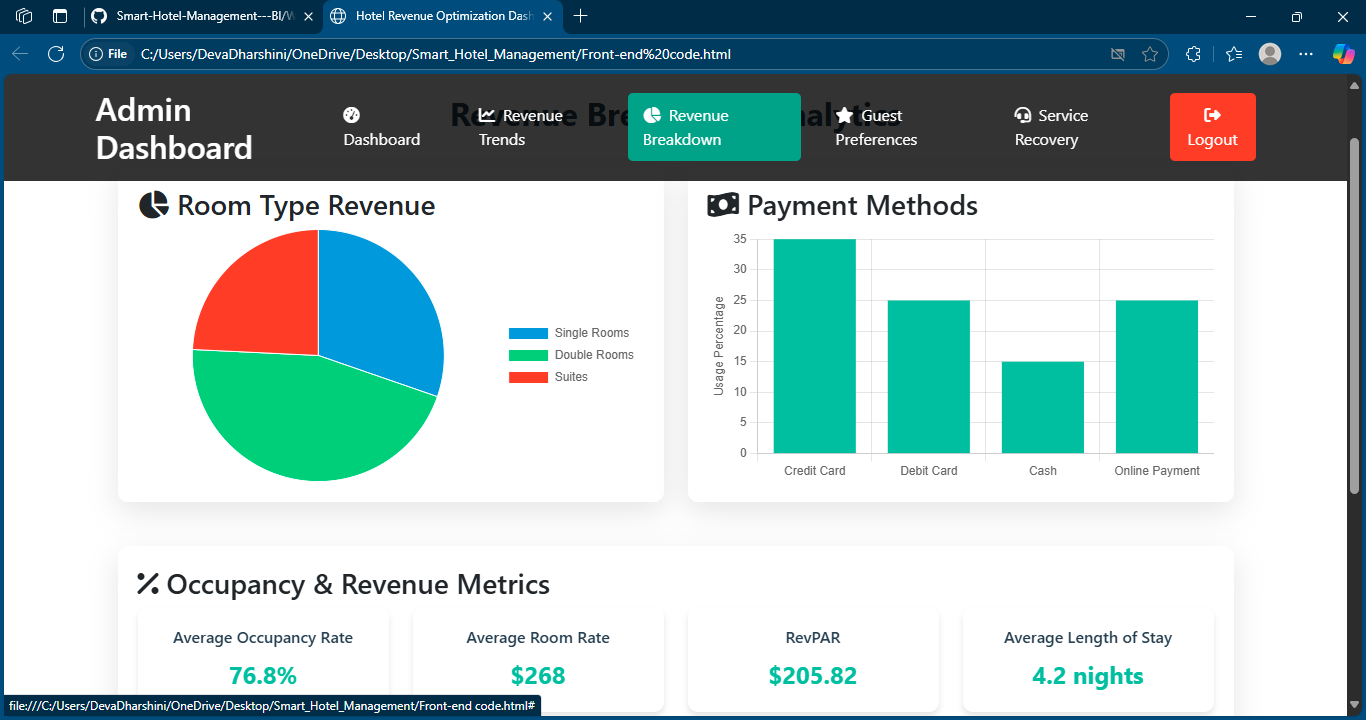 Smart-Hotel-Management---BI/W
Hotel Revenue Optimization Dash
File
C:/Users/DevaDharshini/OneDrive/Desktop/Smart_Hotel_Management/Front-end%20code.html
Admin
Dashboard
Dashboard
Revenue
Trends
Revenue
Breakdown
Guest
Preferences
Service
Recovery
Logout
Revenue Bre
alytics
Room Type Revenue
Single Rooms
Double Rooms
Suites
Payment Methods
35
30
25
20
15
10
5
0
Usage Percentage
Credit Card
Debit Card
Cash
Online Payment
Occupancy & Revenue Metrics
Average Occupancy Rate
76.8%
Average Room Rate
$268
RevPAR
$205.82
Average Length of Stay
4.2 nights
file:///C:/Users/DevaDharshini/OneDrive/Desktop/Smart_Hotel_Management/Front-end code.html#